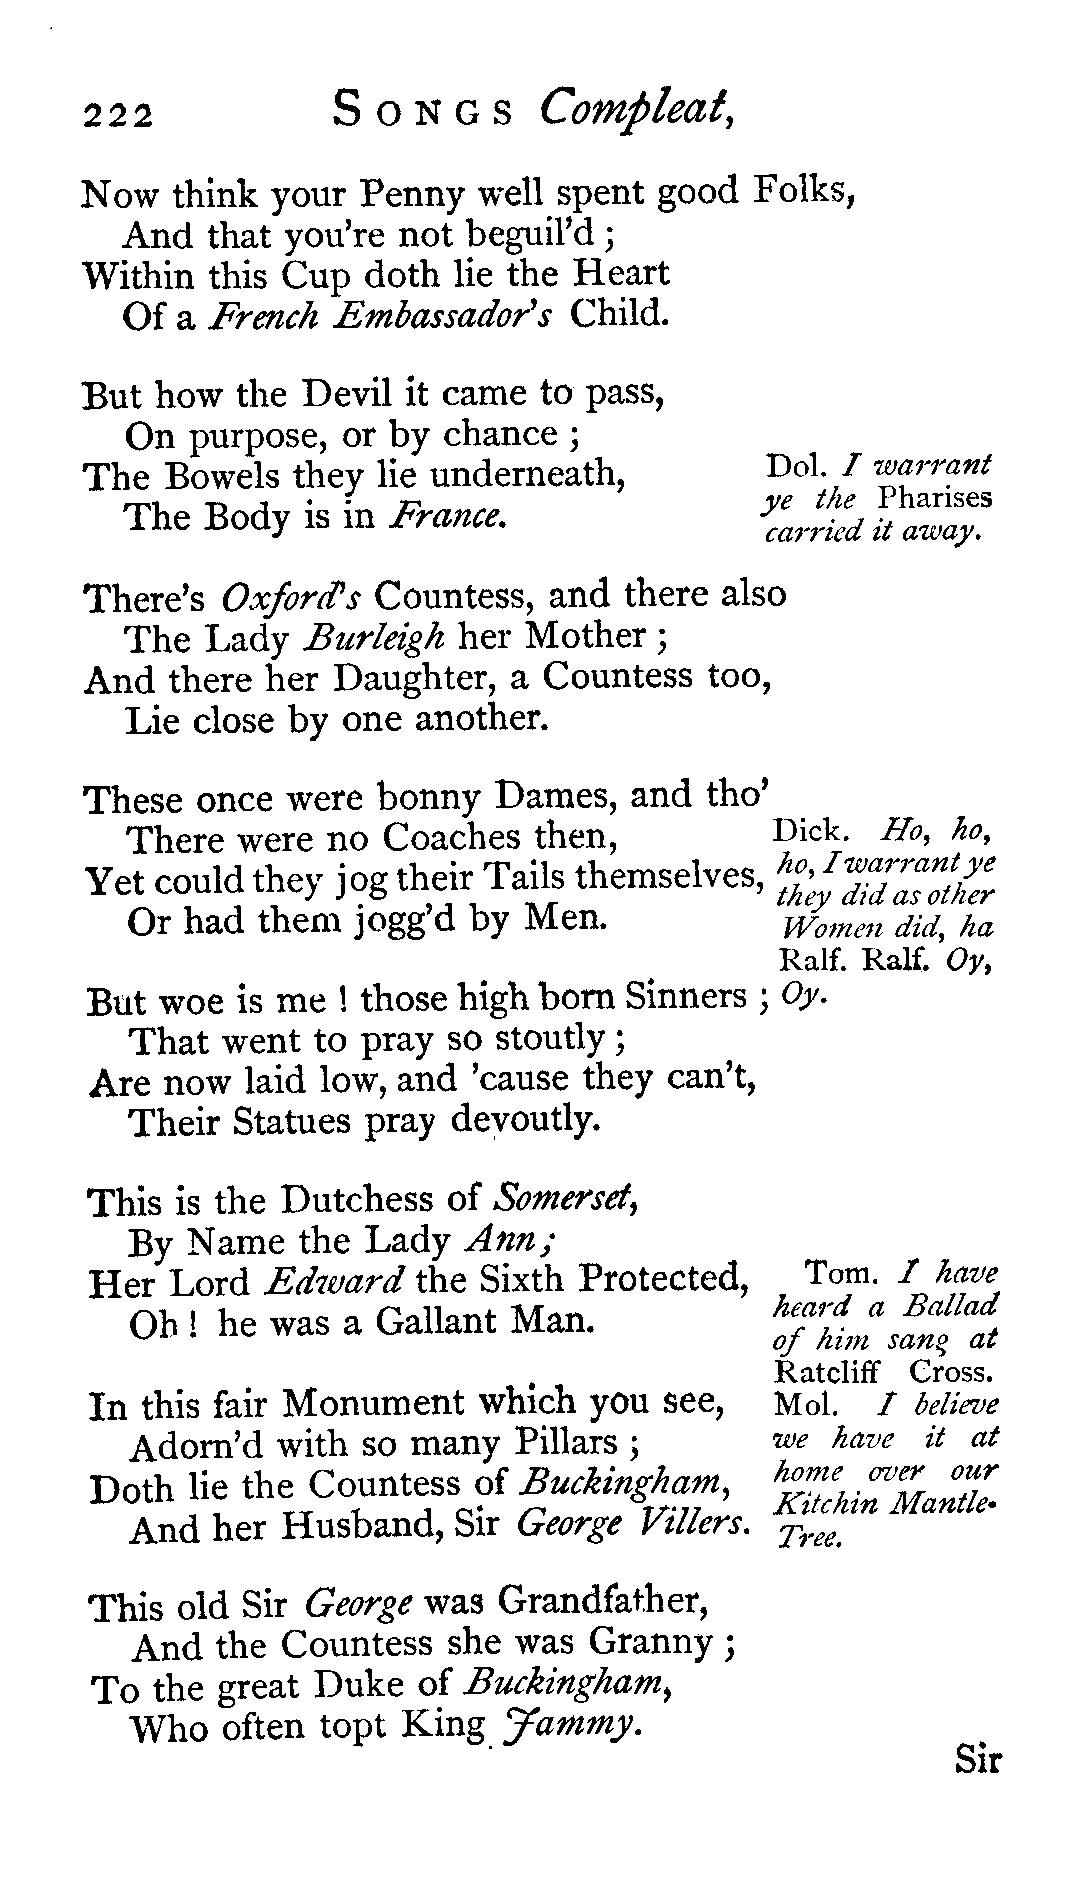 222 SONGS Compleat,
Now think your Penny well spent good Folks,
And that you're not beguil'd ;
Within this Cup doth lie the Heart
Of a French Embassador's Child.
But how the Devil it came to pass,
On purpose, or by chance ;
The Bowels they lie underneath,
The Body is in France.
Dol. I warrant
ye the Pharises
carried it away.
There's Oxford's Countess, and there also
The Lady Burleigh her Mother ;
And there her Daughter, a Countess too,
Lie close by one another.
These once were bonny Dames, and tho'
There were no Coaches then,
Yet could they jog their Tails themselves,
Or had them jogg'd by Men.
Dick. Ho, ho,
ho, I warrant ye
they did as other
Women did, ha
Ralf. Ralf. Oy,
Oy.
But woe is me ! those high born Sinners ;
That went to pray so stoutly ;
Are now laid low, and 'cause they can't,
Their Statues pray devoutly.
This is the Dutchess of Somerset,
By Name the Lady Ann;
Her Lord Edward the Sixth Protected,
Oh ! he was a Gallant Man.
Tom. I have
heard a Ballad
of him sang at
Ratcliff Cross.
Mol. I believe
we have it at
home over our
Kitchin Mantle-
Tree.
In this fair Monument which you see,
Adorn'd with so many Pillars ;
Doth lie the Countess of Buckingham,
And her Husband, Sir George Villers.
This old Sir George was Grandfather,
And the Countess she was Granny ;
To the great Duke of Buckingham,
Who often topt King Jammy.
Sir